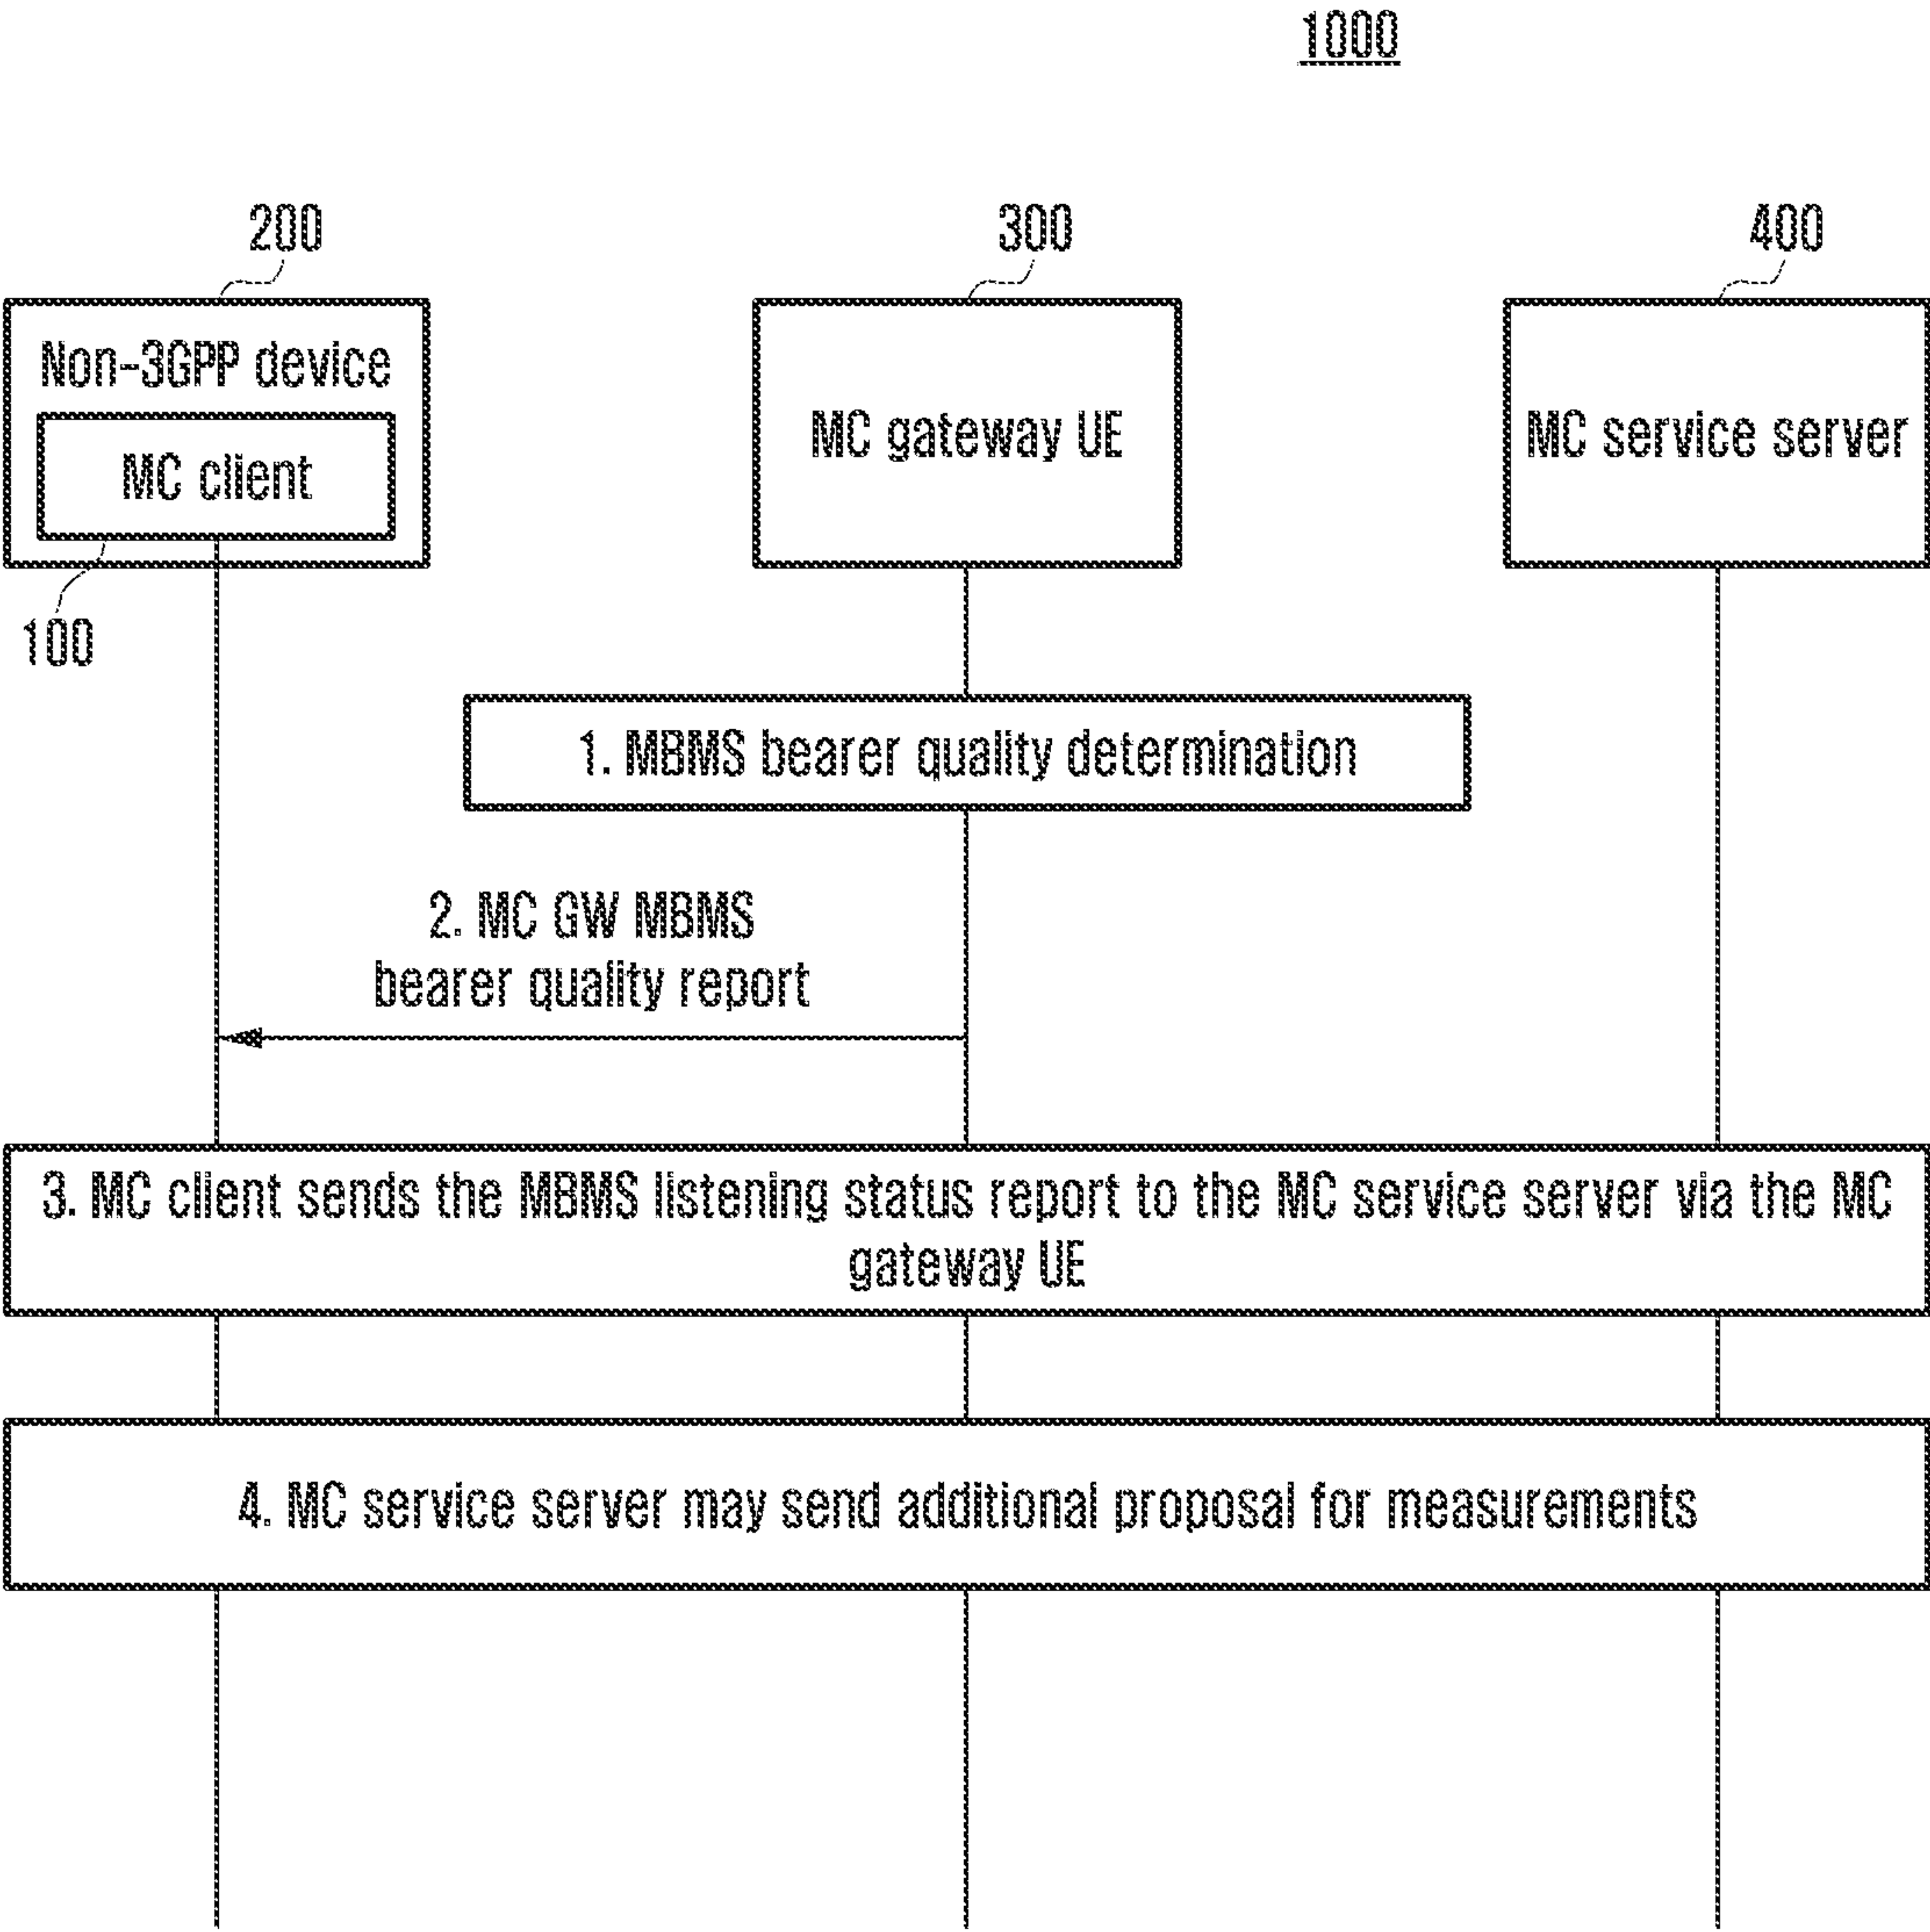 1000
200
300
400
Non-3GPP device
MC client
MC gateway UE
MC service server
100
1. MBMS bearer quality determination
2. MC GW MBMS
bearer quality report
3. MC client sends the MBMS listening status report to the MC service server via the MC
gateway UE
4. MC service server may send additional proposal for measurements